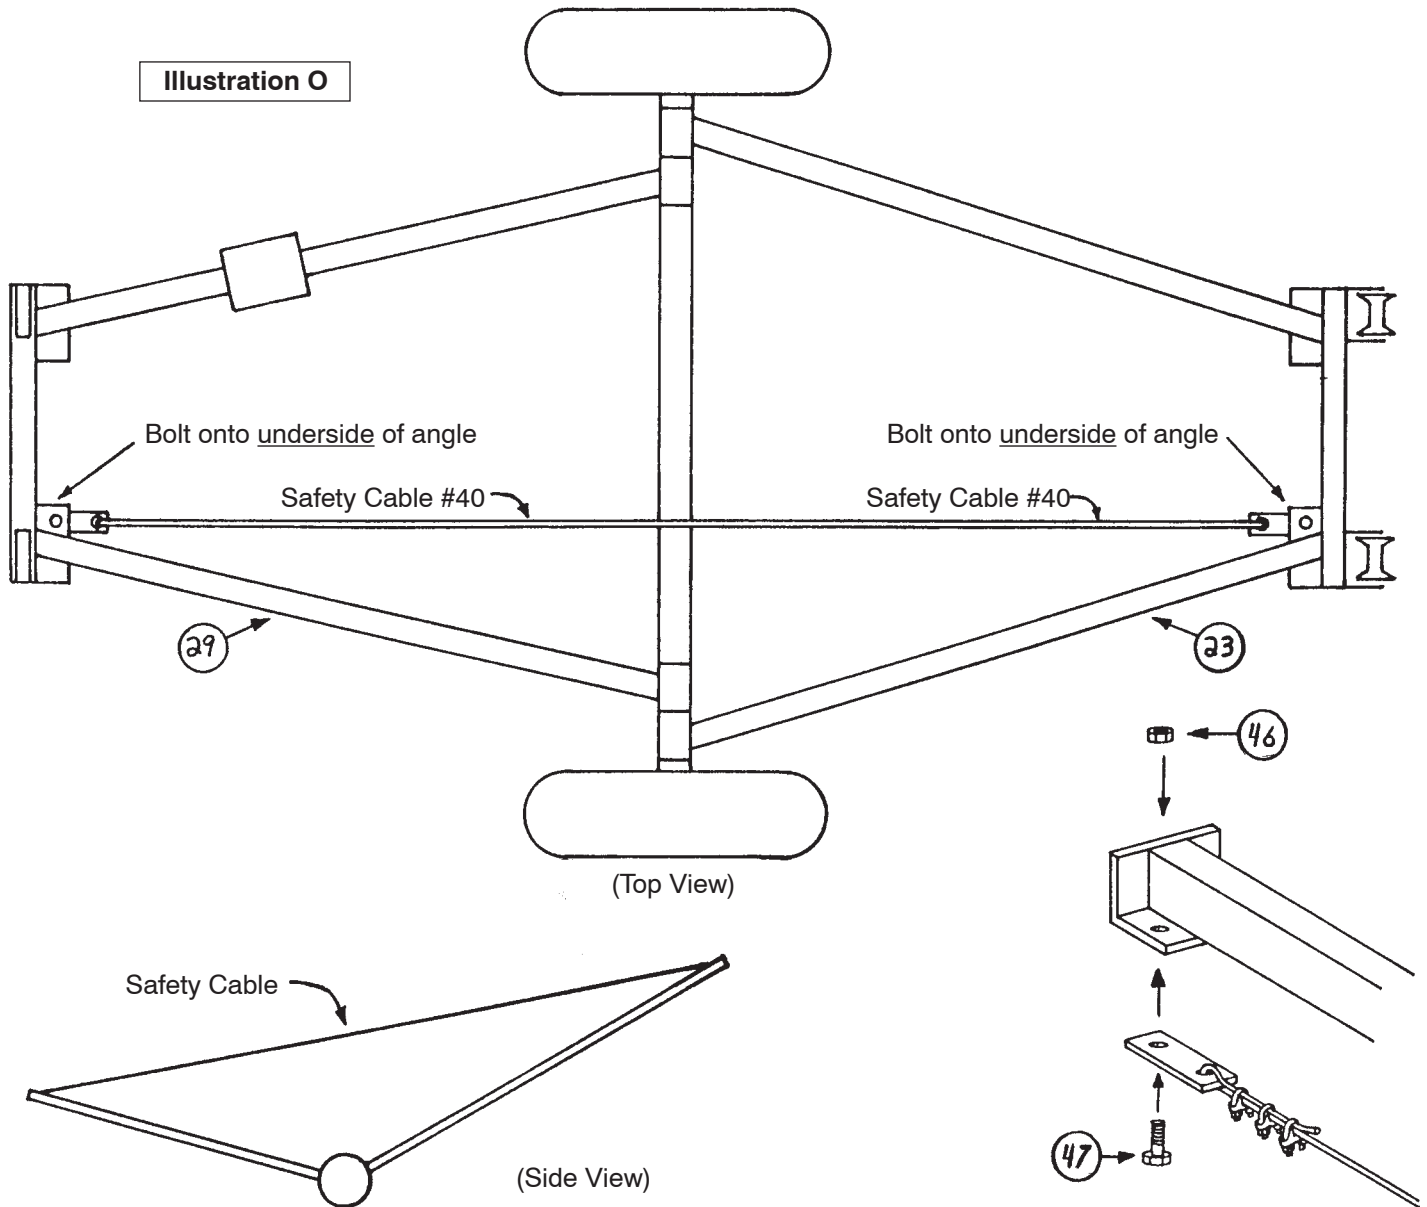 Illustration O
Bolt onto underside of angle
Bolt onto underside of angle
Safety Cable #40
Safety Cable #40
29
23
46
(Top View)
Safety Cable
47
(Side View)